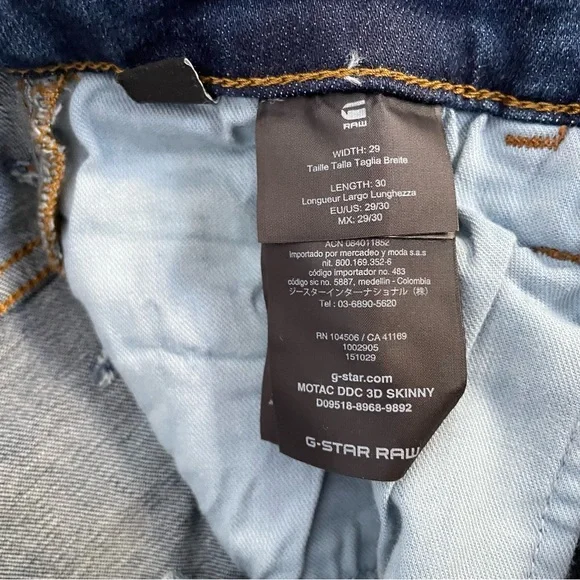 RAW
WIDTH: 29
Taille Talla Taglia Breite
LENGTH: 30
Longueur Largo Lunghezza
EU/US: 29/30
MX: 29/30
ACN 084011852
Importado por mercadeo y moda s.a.s
nit. 800.169.352-6
código importador no. 483
código sic no. 5887, medellin - Colombia
ジースターインターナショナル（株）
Tel : 03-6890-5620
RN 104506 / CA 41169
1002905
151029
g-star.com
MOTAC DDC 3D SKINNY
D09518-8968-9892
G-STAR RAW